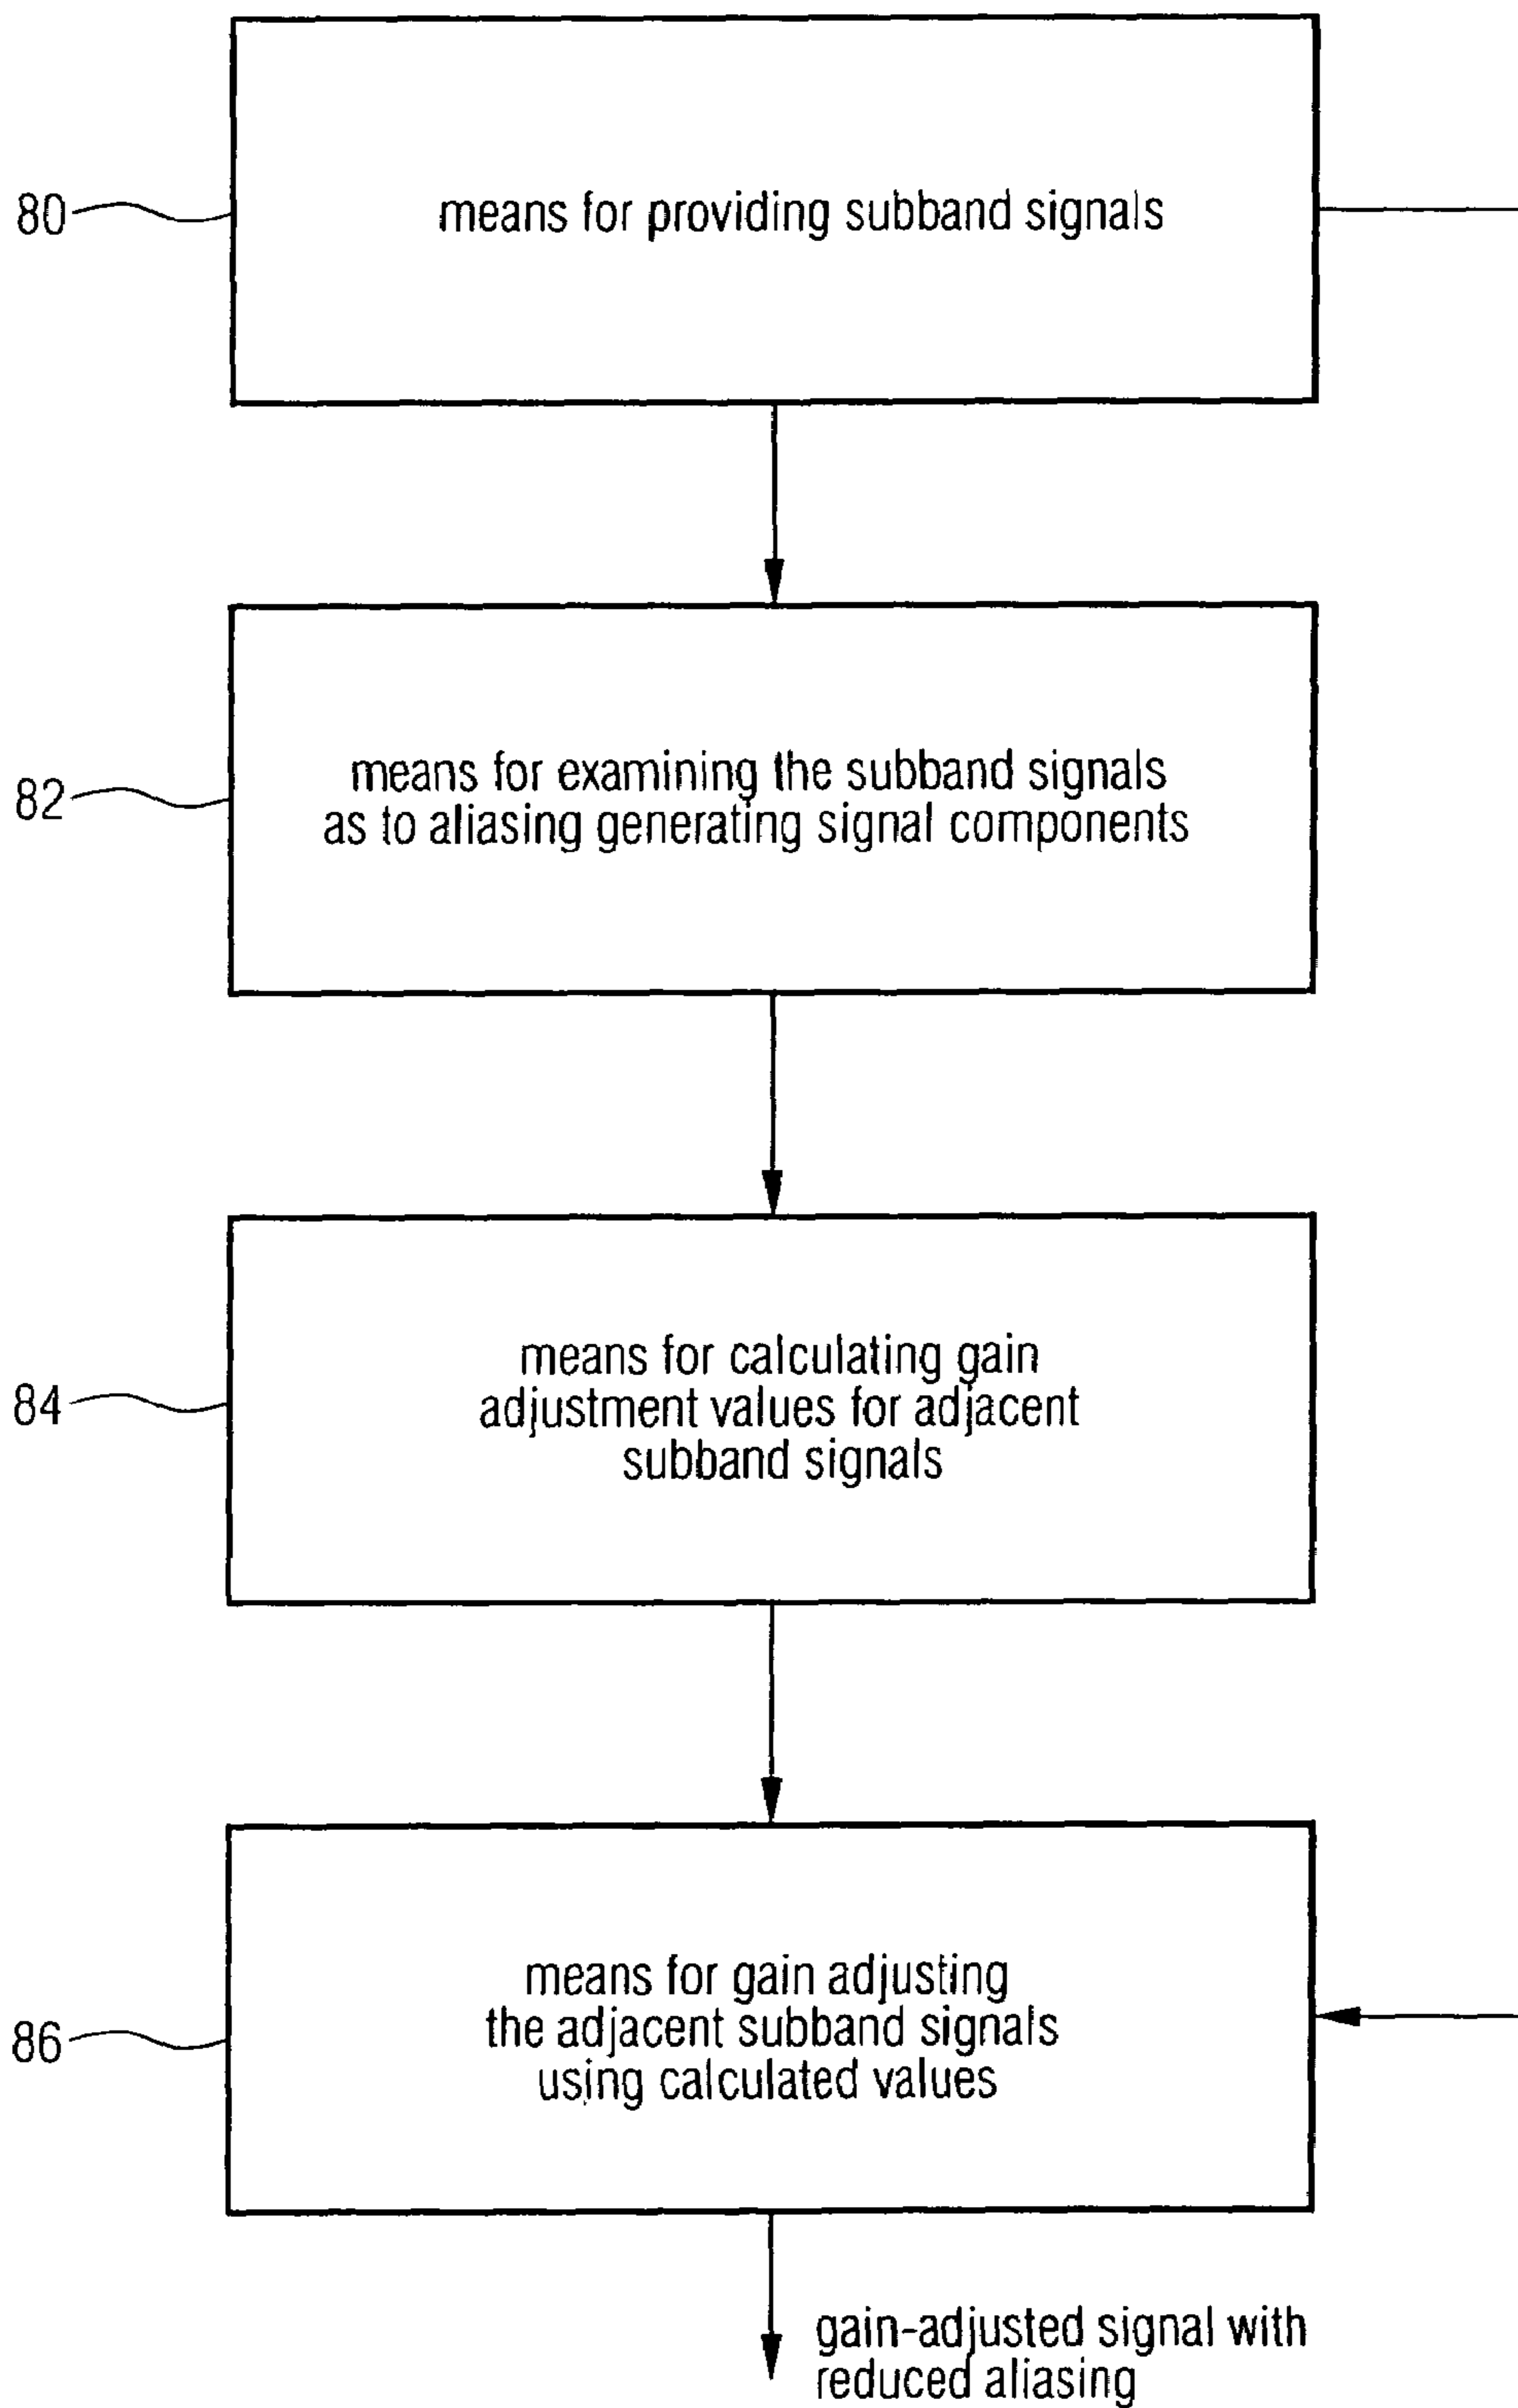 80
means for providing subband signals
82
means for examining the subband signals
as to aliasing generating signal components
84
means for calculating gain
adjustment values for adjacent
subband signals
86
means for gain adjusting
the adjacent subband signals
using calculated values
gain-adjusted signal with
reduced aliasing